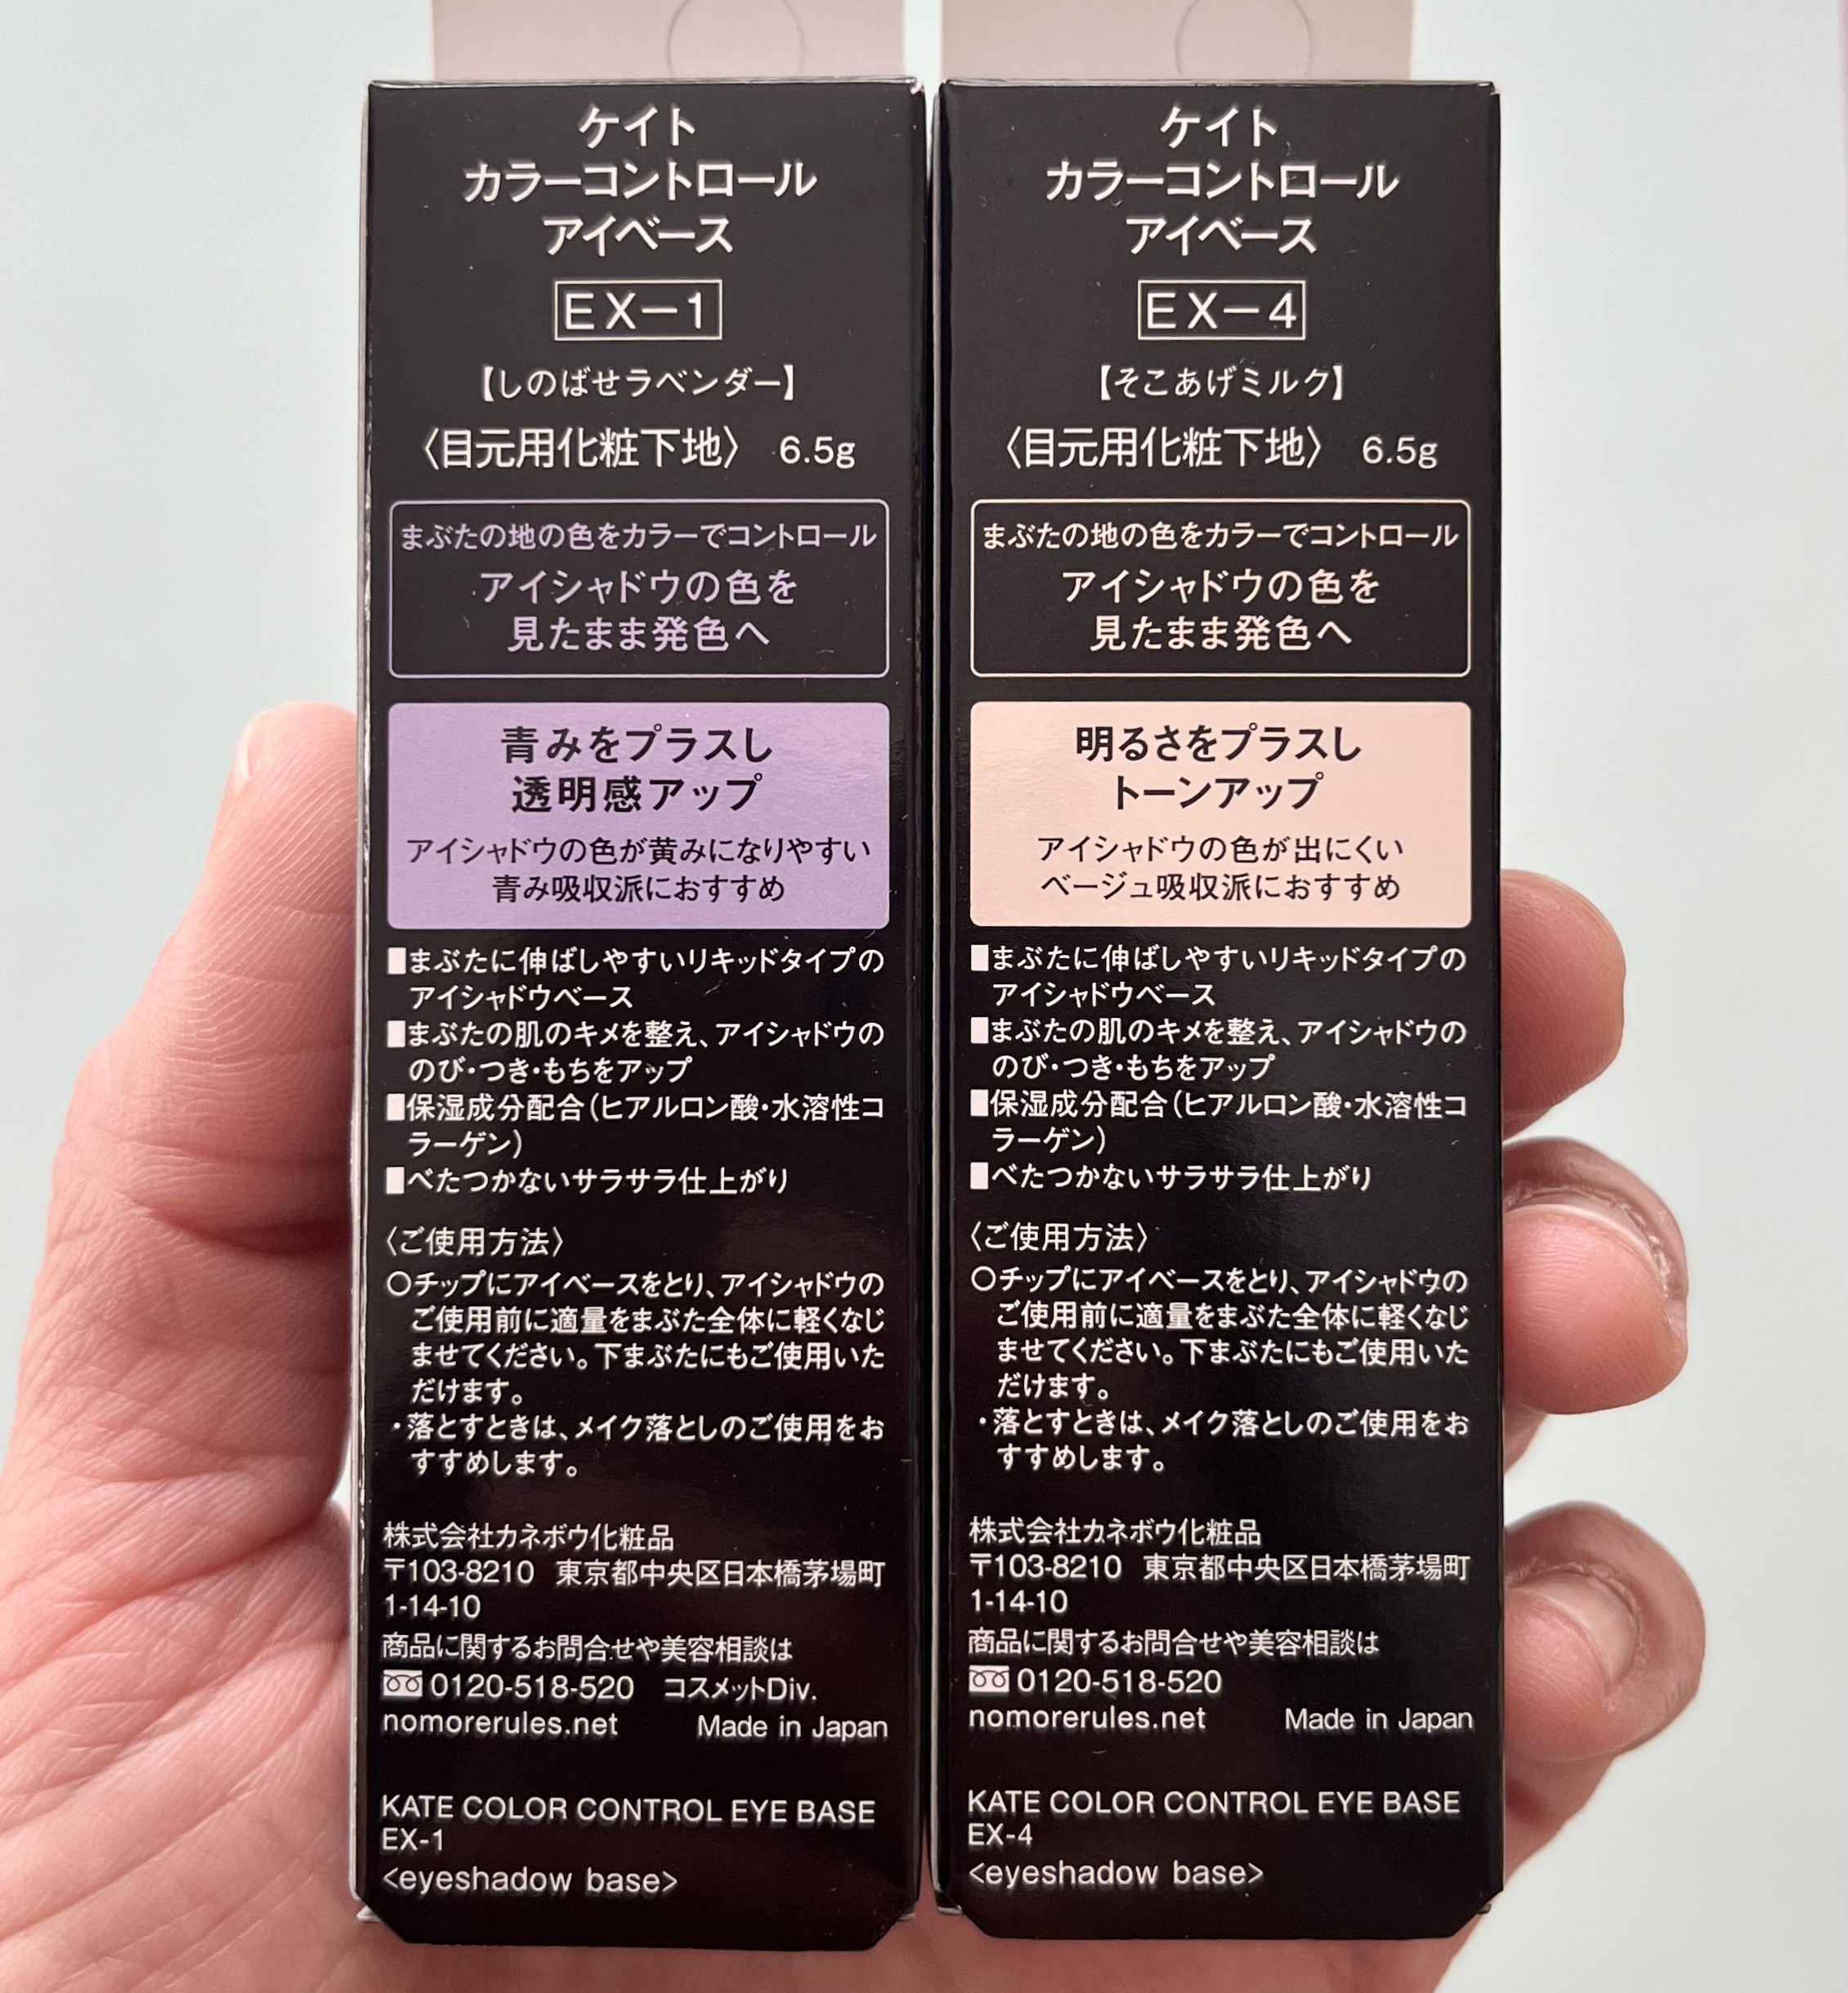 ケイト
カラーコントロール
アイベース
EX−1
【しのばせラベンダー】
〈目元用化粧下地〉 6.5g
まぶたの地の色をカラーでコントロール
アイシャドウの色を
見たまま発色へ
青みをプラスし
透明感アップ
アイシャドウの色が黄みになりやすい
青み吸収派におすすめ
■まぶたに伸ばしやすいリキッドタイプの
アイシャドウベース
■まぶたの肌のキメを整え、アイシャドウの
のび・つき・もちをアップ
■保湿成分配合(ヒアルロン酸・水溶性コ
ラーゲン)
■べたつかないサラサラ仕上がり
〈ご使用方法〉
○チップにアイベースをとり、アイシャドウの
ご使用前に適量をまぶた全体に軽くなじ
ませてください。下まぶたにもご使用いた
だけます。
・落とすときは、メイク落としのご使用をお
すすめします。
株式会社カネボウ化粧品
〒103-8210 東京都中央区日本橋茅場町
1-14-10
商品に関するお問合せや美容相談は
0120-518-520 コスメットDiv.
nomorerules.net Made in Japan
KATE COLOR CONTROL EYE BASE
EX-1
<eyeshadow base>
ケイト
カラーコントロール
アイベース
EX−4
【そこあげミルク】
〈目元用化粧下地〉 6.5g
まぶたの地の色をカラーでコントロール
アイシャドウの色を
見たまま発色へ
明るさをプラスし
トーンアップ
アイシャドウの色が出にくい
ベージュ吸収派におすすめ
■まぶたに伸ばしやすいリキッドタイプの
アイシャドウベース
■まぶたの肌のキメを整え、アイシャドウの
のび・つき・もちをアップ
■保湿成分配合(ヒアルロン酸・水溶性コ
ラーゲン)
■べたつかないサラサラ仕上がり
〈ご使用方法〉
○チップにアイベースをとり、アイシャドウの
ご使用前に適量をまぶた全体に軽くなじ
ませてください。下まぶたにもご使用いた
だけます。
・落とすときは、メイク落としのご使用をお
すすめします。
株式会社カネボウ化粧品
〒103-8210 東京都中央区日本橋茅場町
1-14-10
商品に関するお問合せや美容相談は
0120-518-520
nomorerules.net Made in Japan
KATE COLOR CONTROL EYE BASE
EX-4
<eyeshadow base>